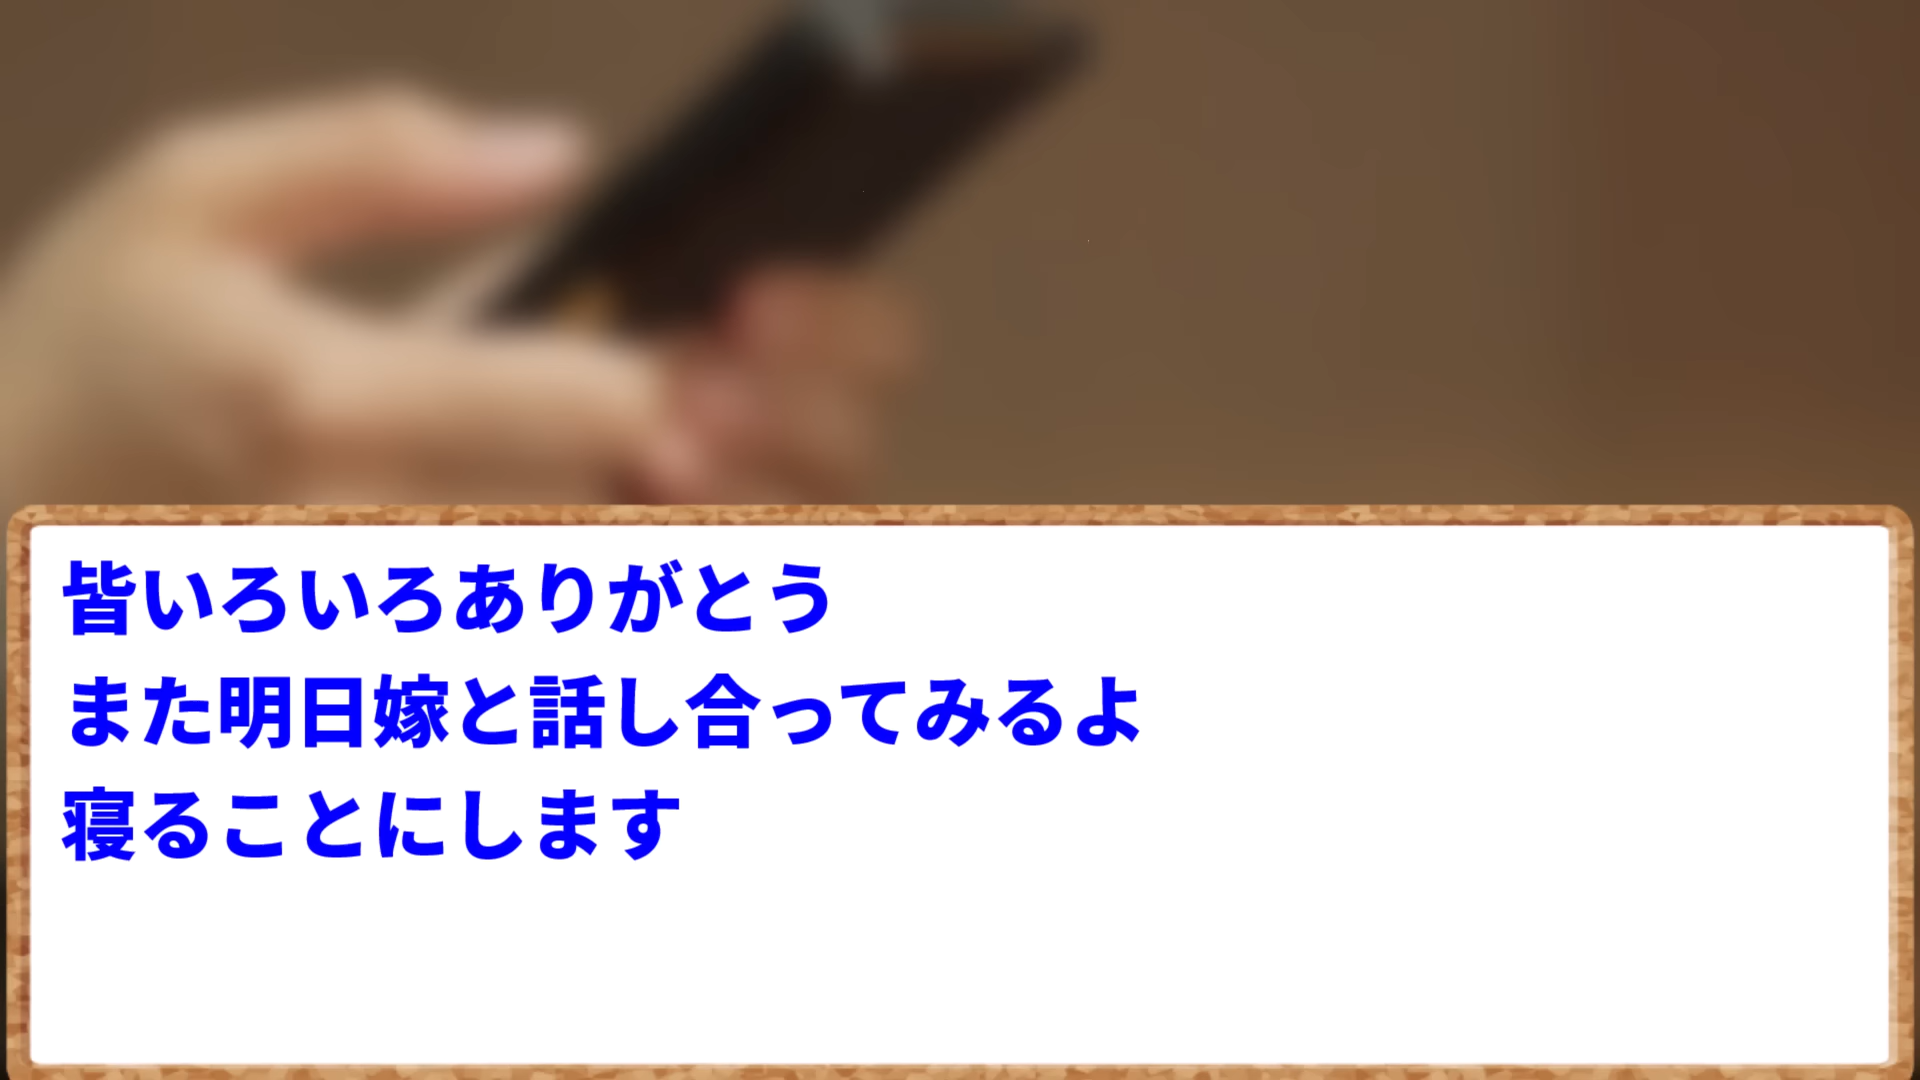 皆いろいろありがとう
また明日嫁と話し合ってみるよ
寝ることにします